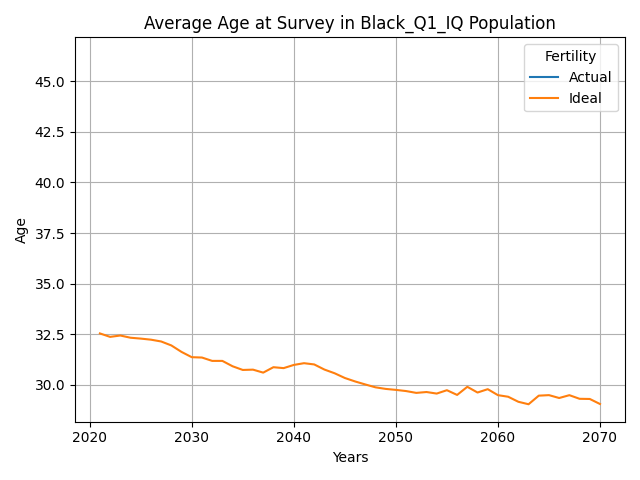 Average Age at Survey in Black_Q1_IQ Population
Fertility
Actual
Ideal
45.0
42.5
40.0
37.5
35.0
32.5
30.0
Age
2020
2030
2040
2050
2060
2070
Years